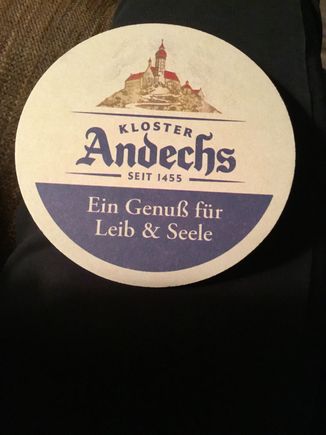 KLOSTER
Andechs
SEIT 1455
Ein Genuß für
Leib & Seele